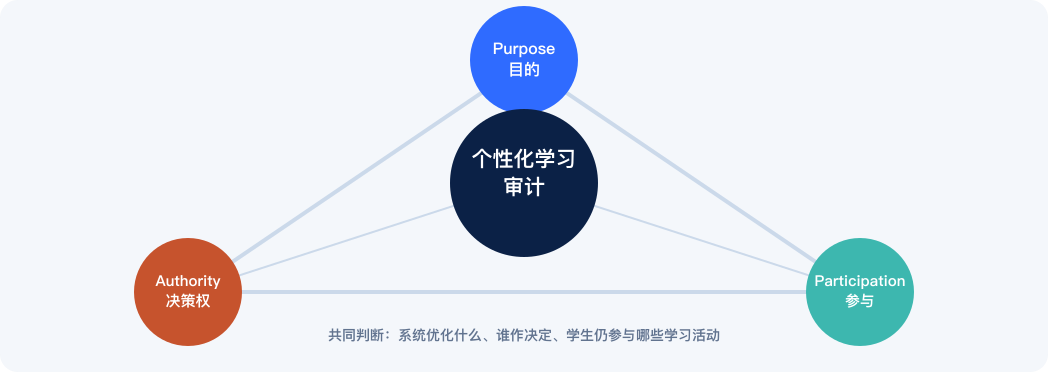 Purpose
目的
个性化学习
审计
Authority
决策权
Participation
参与
共同判断：系统优化什么、谁作决定、学生仍参与哪些学习活动